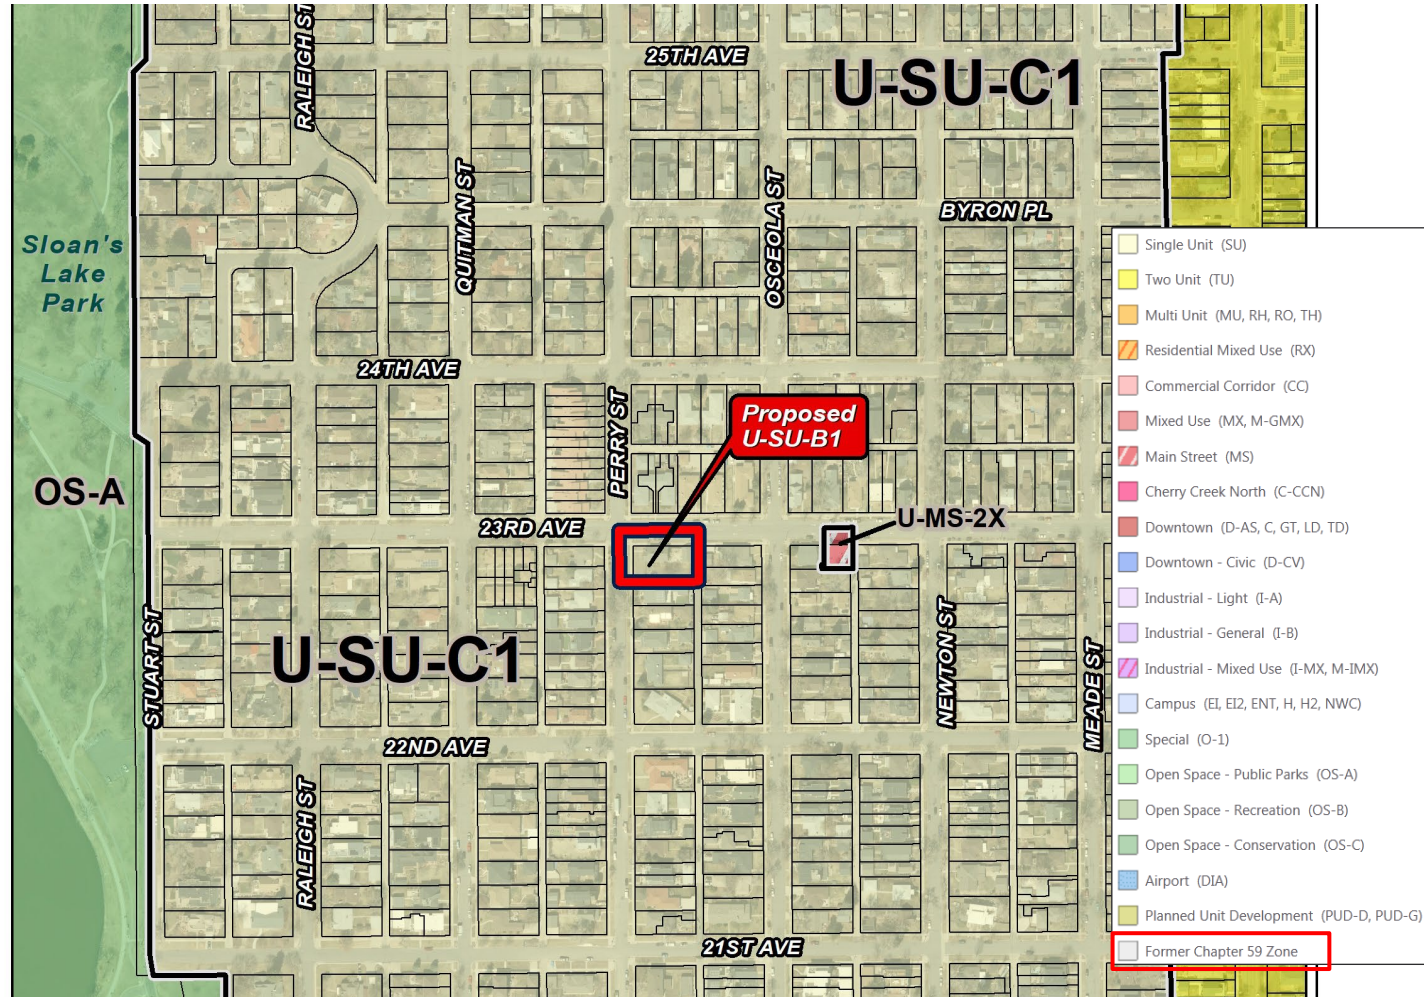 RALEIGH ST
25TH AVE
U-SU-C1
QUITMAN ST
OSCEOLA ST
BYRON PL
Sloan's
Lake
Park
24TH AVE
PERRY ST
Proposed
U-SU-B1
OS-A
23RD AVE
U-MS-2X
STUART ST
U-SU-C1
NEWTON ST
MEADE ST
22ND AVE
RALEIGH ST
21ST AVE
Single Unit (SU)
Two Unit (TU)
Multi Unit (MU, RH, RO, TH)
Residential Mixed Use (RX)
Commercial Corridor (CC)
Mixed Use (MX, M-GMX)
Main Street (MS)
Cherry Creek North (C-CCN)
Downtown (D-AS, C, GT, LD, TD)
Downtown - Civic (D-CV)
Industrial - Light (I-A)
Industrial - General (I-B)
Industrial - Mixed Use (I-MX, M-IMX)
Campus (EI, EI2, ENT, H, H2, NWC)
Special (O-1)
Open Space - Public Parks (OS-A)
Open Space - Recreation (OS-B)
Open Space - Conservation (OS-C)
Airport (DIA)
Planned Unit Development (PUD-D, PUD-G)
Former Chapter 59 Zone